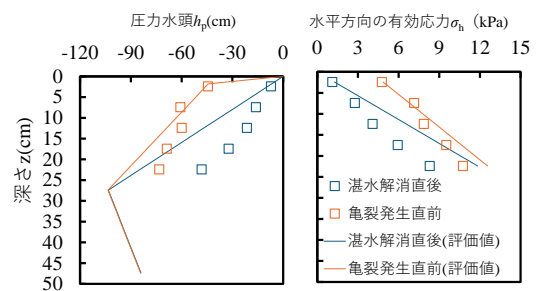 圧力水頭hp(cm)
-120 -90 -60 -30 0
深さz(cm)
0
5
10
15
20
25
30
35
40
45
50
水平方向の有効応力σh (kPa)
0 3 6 9 12 15
湛水解消直後
亀裂発生直前
湛水解消直後(評価値)
亀裂発生直前(評価値)